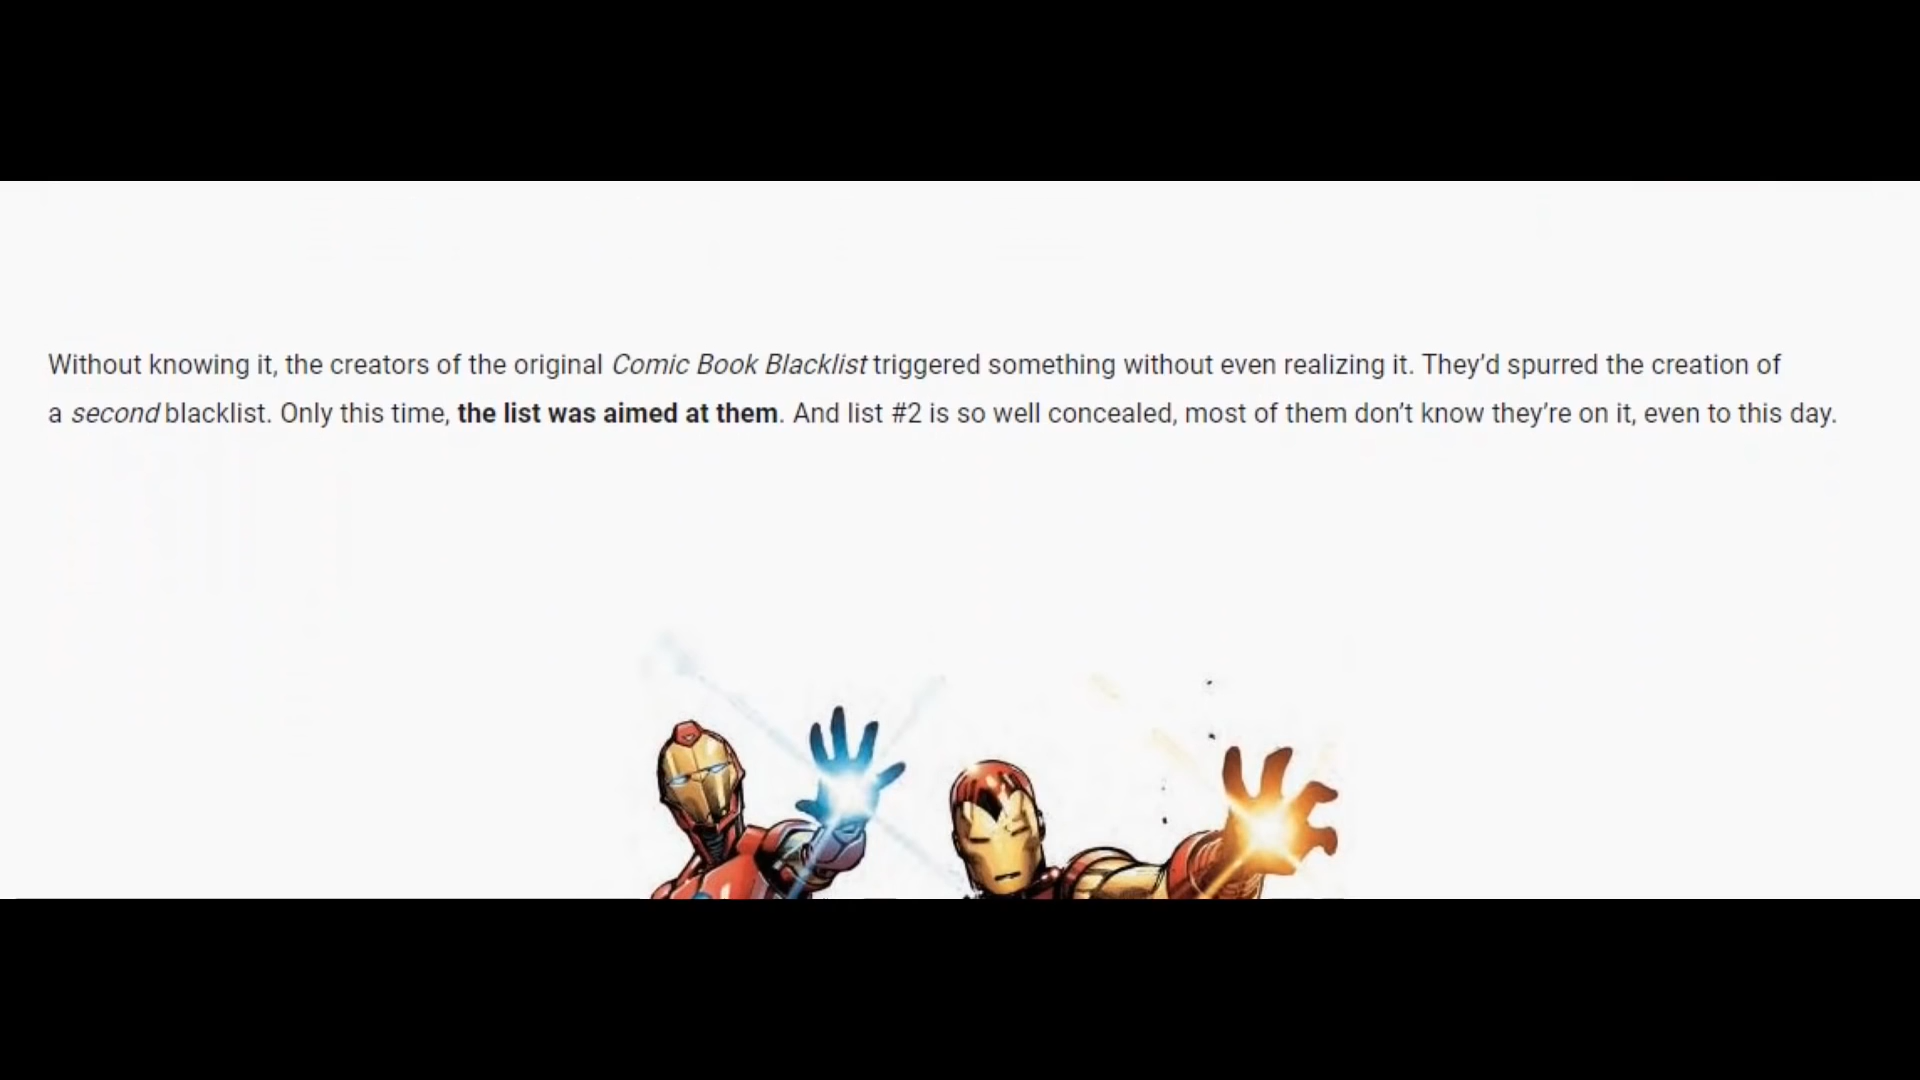 Without knowing it, the creators of the original Comic Book Blacklist triggered something without even realizing it. They’d spurred the creation of
a second blacklist. Only this time, the list was aimed at them. And list #2 is so well concealed, most of them don’t know they’re on it, even to this day.